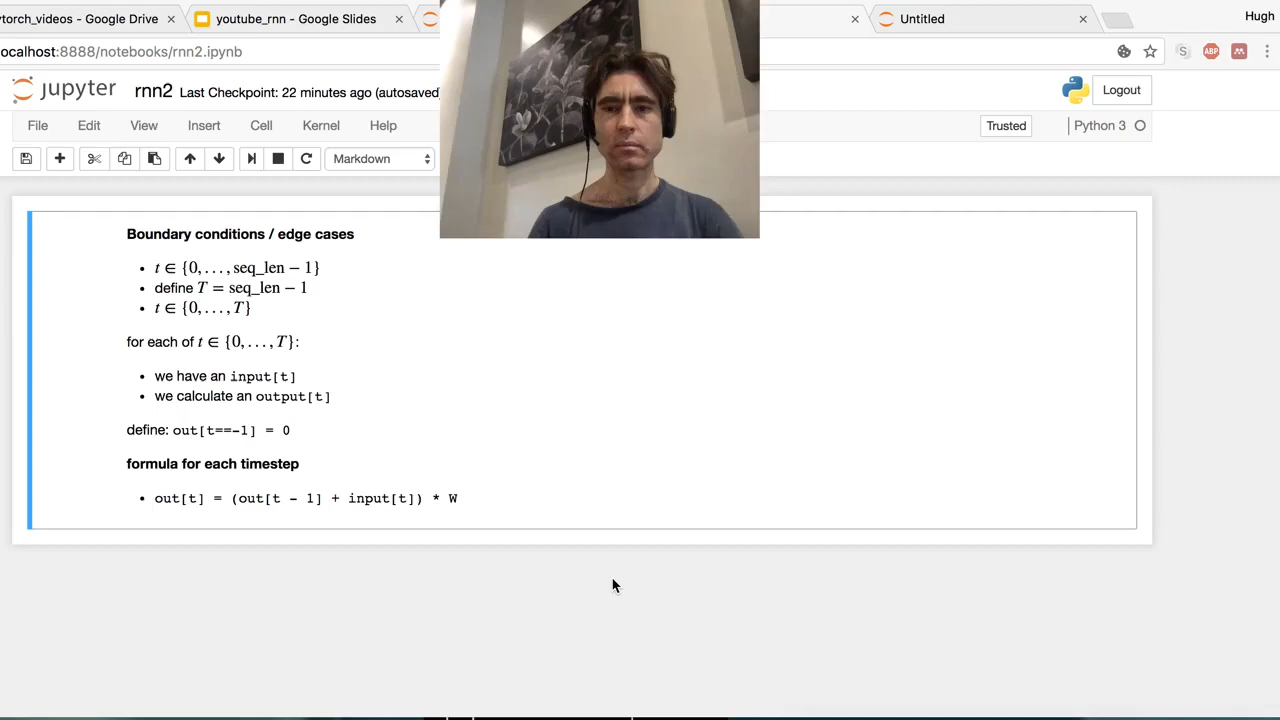 ytorch_videos - Google Drive
youtube_rnn - Google Slides
Untitled
Hugh
ocalhost:8888/notebooks/rnn2.ipynb
S
ABP
jupyter rnn2 Last Checkpoint: 22 minutes ago (autosaved)
Logout
File Edit View Insert Cell Kernel Help
Trusted
Python 3
Markdown
Boundary conditions / edge cases
• t ∈ {0, …, seq_len − 1}
• define T = seq_len − 1
• t ∈ {0, …, T}
for each of t ∈ {0, …, T}:
• we have an input[t]
• we calculate an output[t]
define: out[t==-1] = 0
formula for each timestep
• out[t] = (out[t - 1] + input[t]) * W